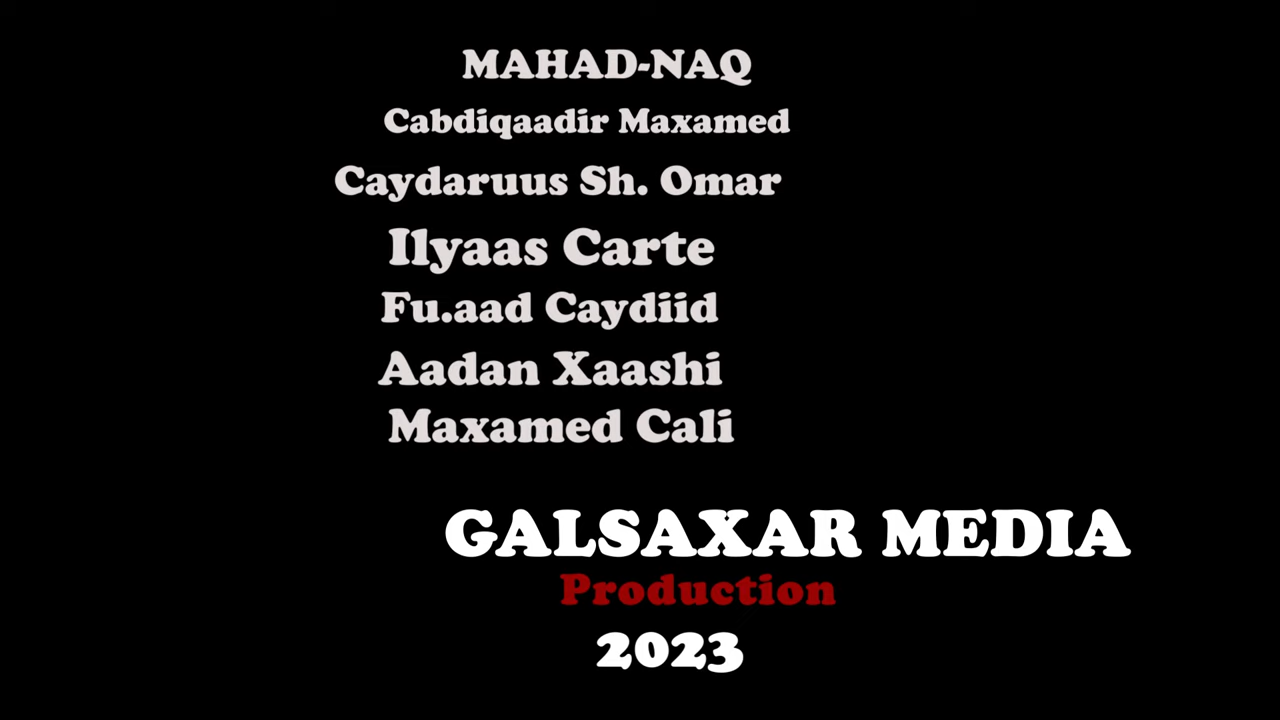 MAHAD-NAQ
Cabdiqaadir Maxamed
Caydaruus Sh. Omar
Ilyaas Carte
Fu.aad Caydiid
Aadan Xaashi
Maxamed Cali
GALSAXAR MEDIA
Production
2023